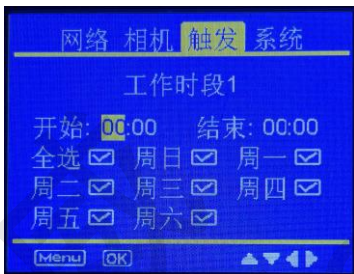 网络 相机 触发 系统
工作时段1
开始: 00:00 结束: 00:00
全选 周日 周一
周二 周三 周四
周五 周六
Menu OK